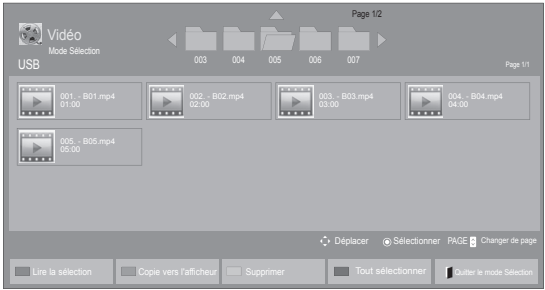 Page 1/2
Vidéo
Mode Sélection
003 004 005 006 007
USB
Page 1/1
001. - B01.mp4 002. - B02.mp4 003. - B03.mp4 004. - B04.mp4
01:00 02:00 03:00 04:00
005. - B05.mp4
05:00
Déplacer Sélectionner PAGE Changer de page
Lire la sélection Copie vers l'afficheur Supprimer Tout sélectionner Quitter le mode Sélection